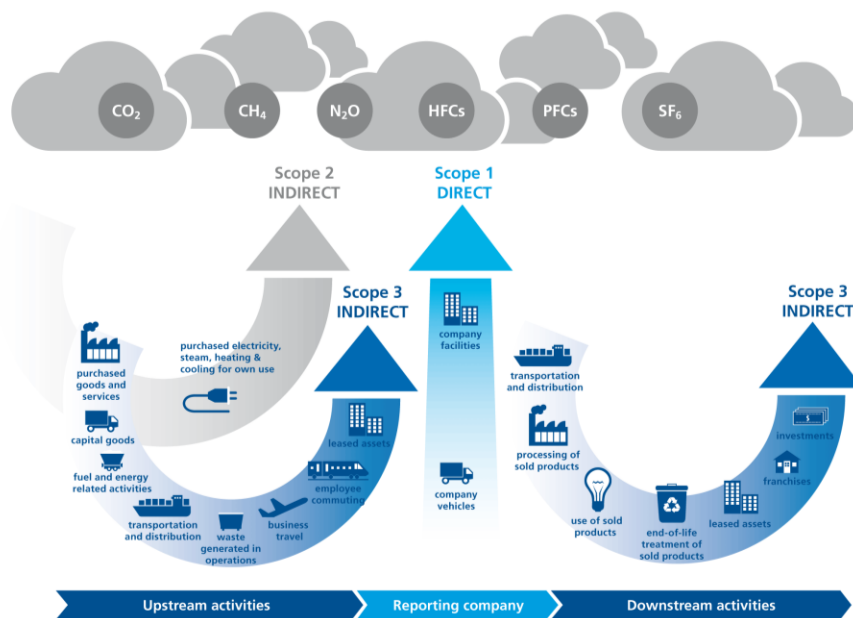 CO₂
CH₄
N₂O
HFCs
PFCs
SF₆
Scope 2
INDIRECT
Scope 1
DIRECT
Scope 3
INDIRECT
Scope 3
INDIRECT
purchased
goods and
services
capital goods
fuel and energy
related activities
transportation
and distribution
waste
generated in
operations
business
travel
employee
commuting
leased assets
purchased electricity,
steam, heating &
cooling for own use
company
facilities
company
vehicles
transportation
and distribution
processing of
sold products
use of sold
products
end-of-life
treatment of
sold products
leased assets
franchises
$
investments
Upstream activities
Reporting company
Downstream activities